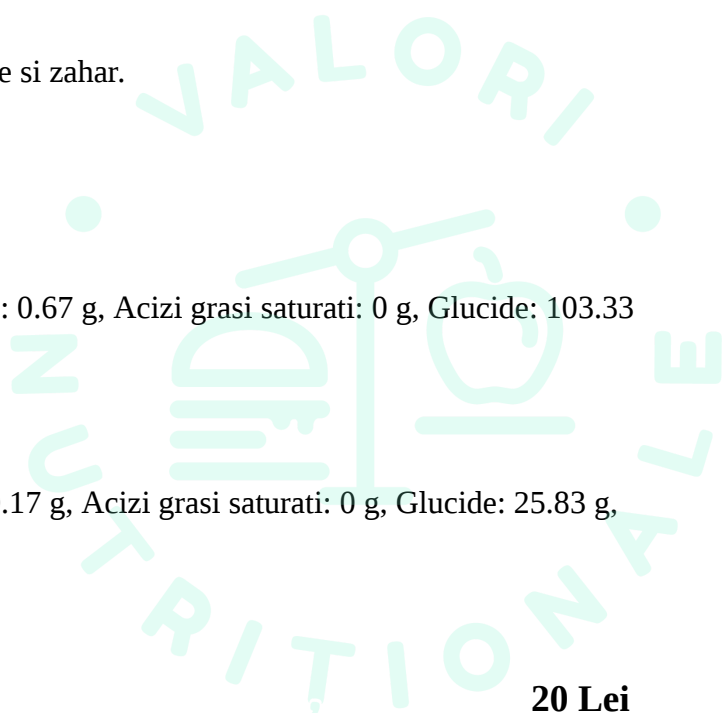 VALORI
e si zahar.
: 0.67 g, Acizi grasi saturati: 0 g, Glucide: 103.33
.17 g, Acizi grasi saturati: 0 g, Glucide: 25.83 g,
NUTRIȚIONALE
20 Lei